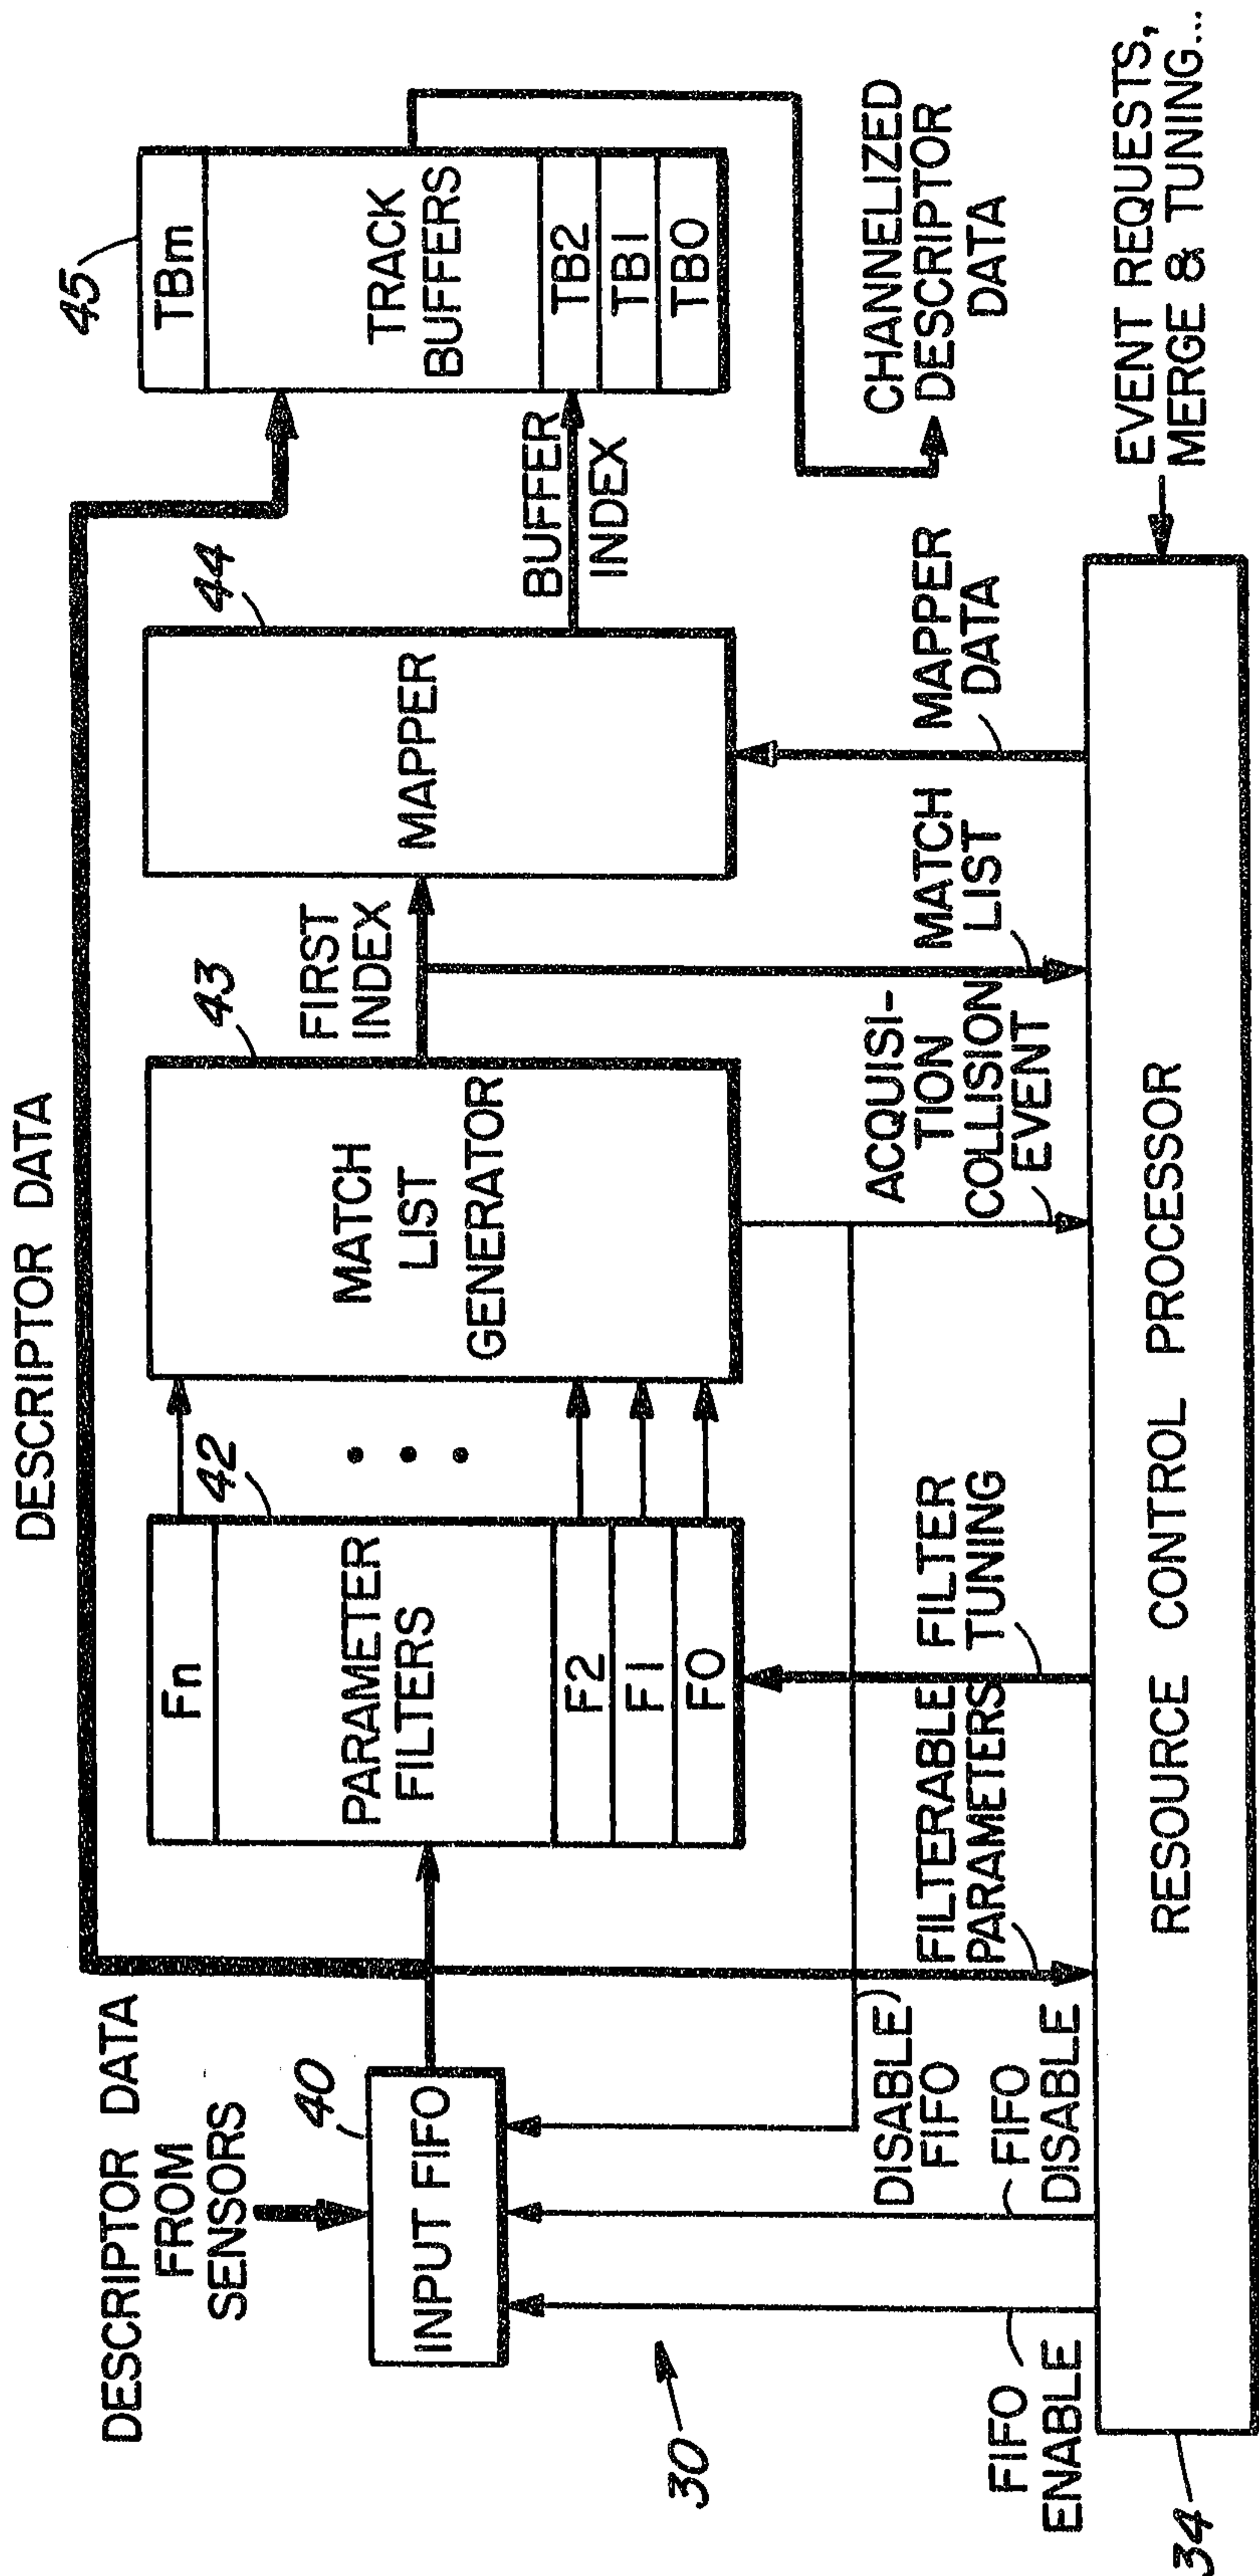 DESCRIPTOR DATA
DESCRIPTOR DATA
FROM
SENSORS
40
INPUT FIFO
42
Fn
PARAMETER
FILTERS
F2
F1
F0
43
MATCH
LIST
GENERATOR
FIRST
INDEX
44
MAPPER
BUFFER
INDEX
45
TBm
TRACK
BUFFERS
TB2
TB1
TB0
CHANNELIZED
DESCRIPTOR
DATA
30
FIFO
ENABLE
FIFO
DISABLE
DISABLE
FIFO
FILTERABLE
PARAMETERS
FILTER
TUNING
ACQUISI-
TION
COLLISION
EVENT
MATCH
LIST
MAPPER
DATA
EVENT REQUESTS,
MERGE & TUNING...
34
RESOURCE CONTROL PROCESSOR